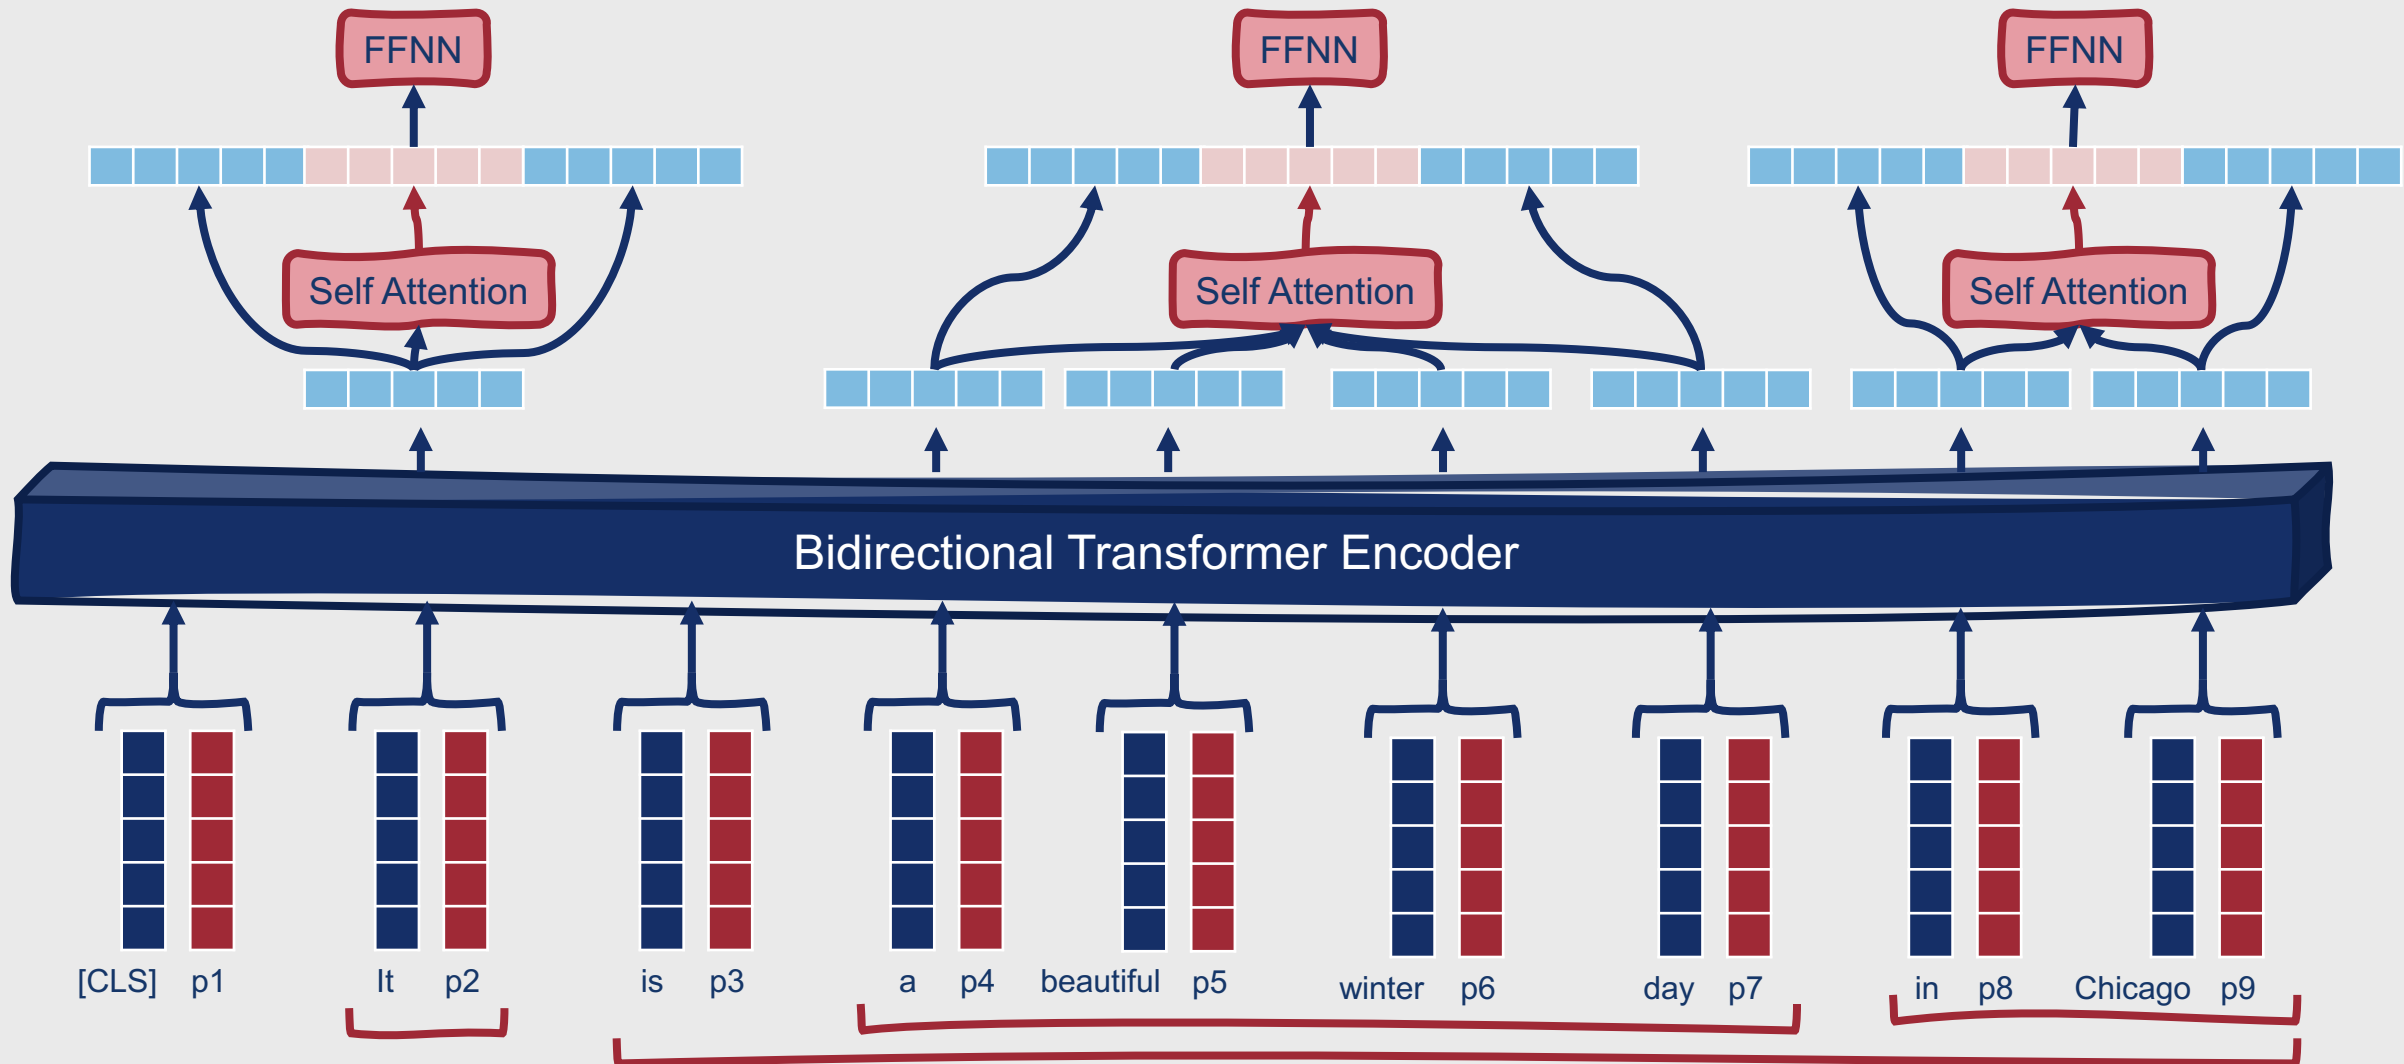 FFNN FFNN FFNN
Self Attention Self Attention Self Attention
Bidirectional Transformer Encoder
[CLS] p1 It p2 is p3 a p4 beautiful p5 winter p6 day p7 in p8 Chicago p9